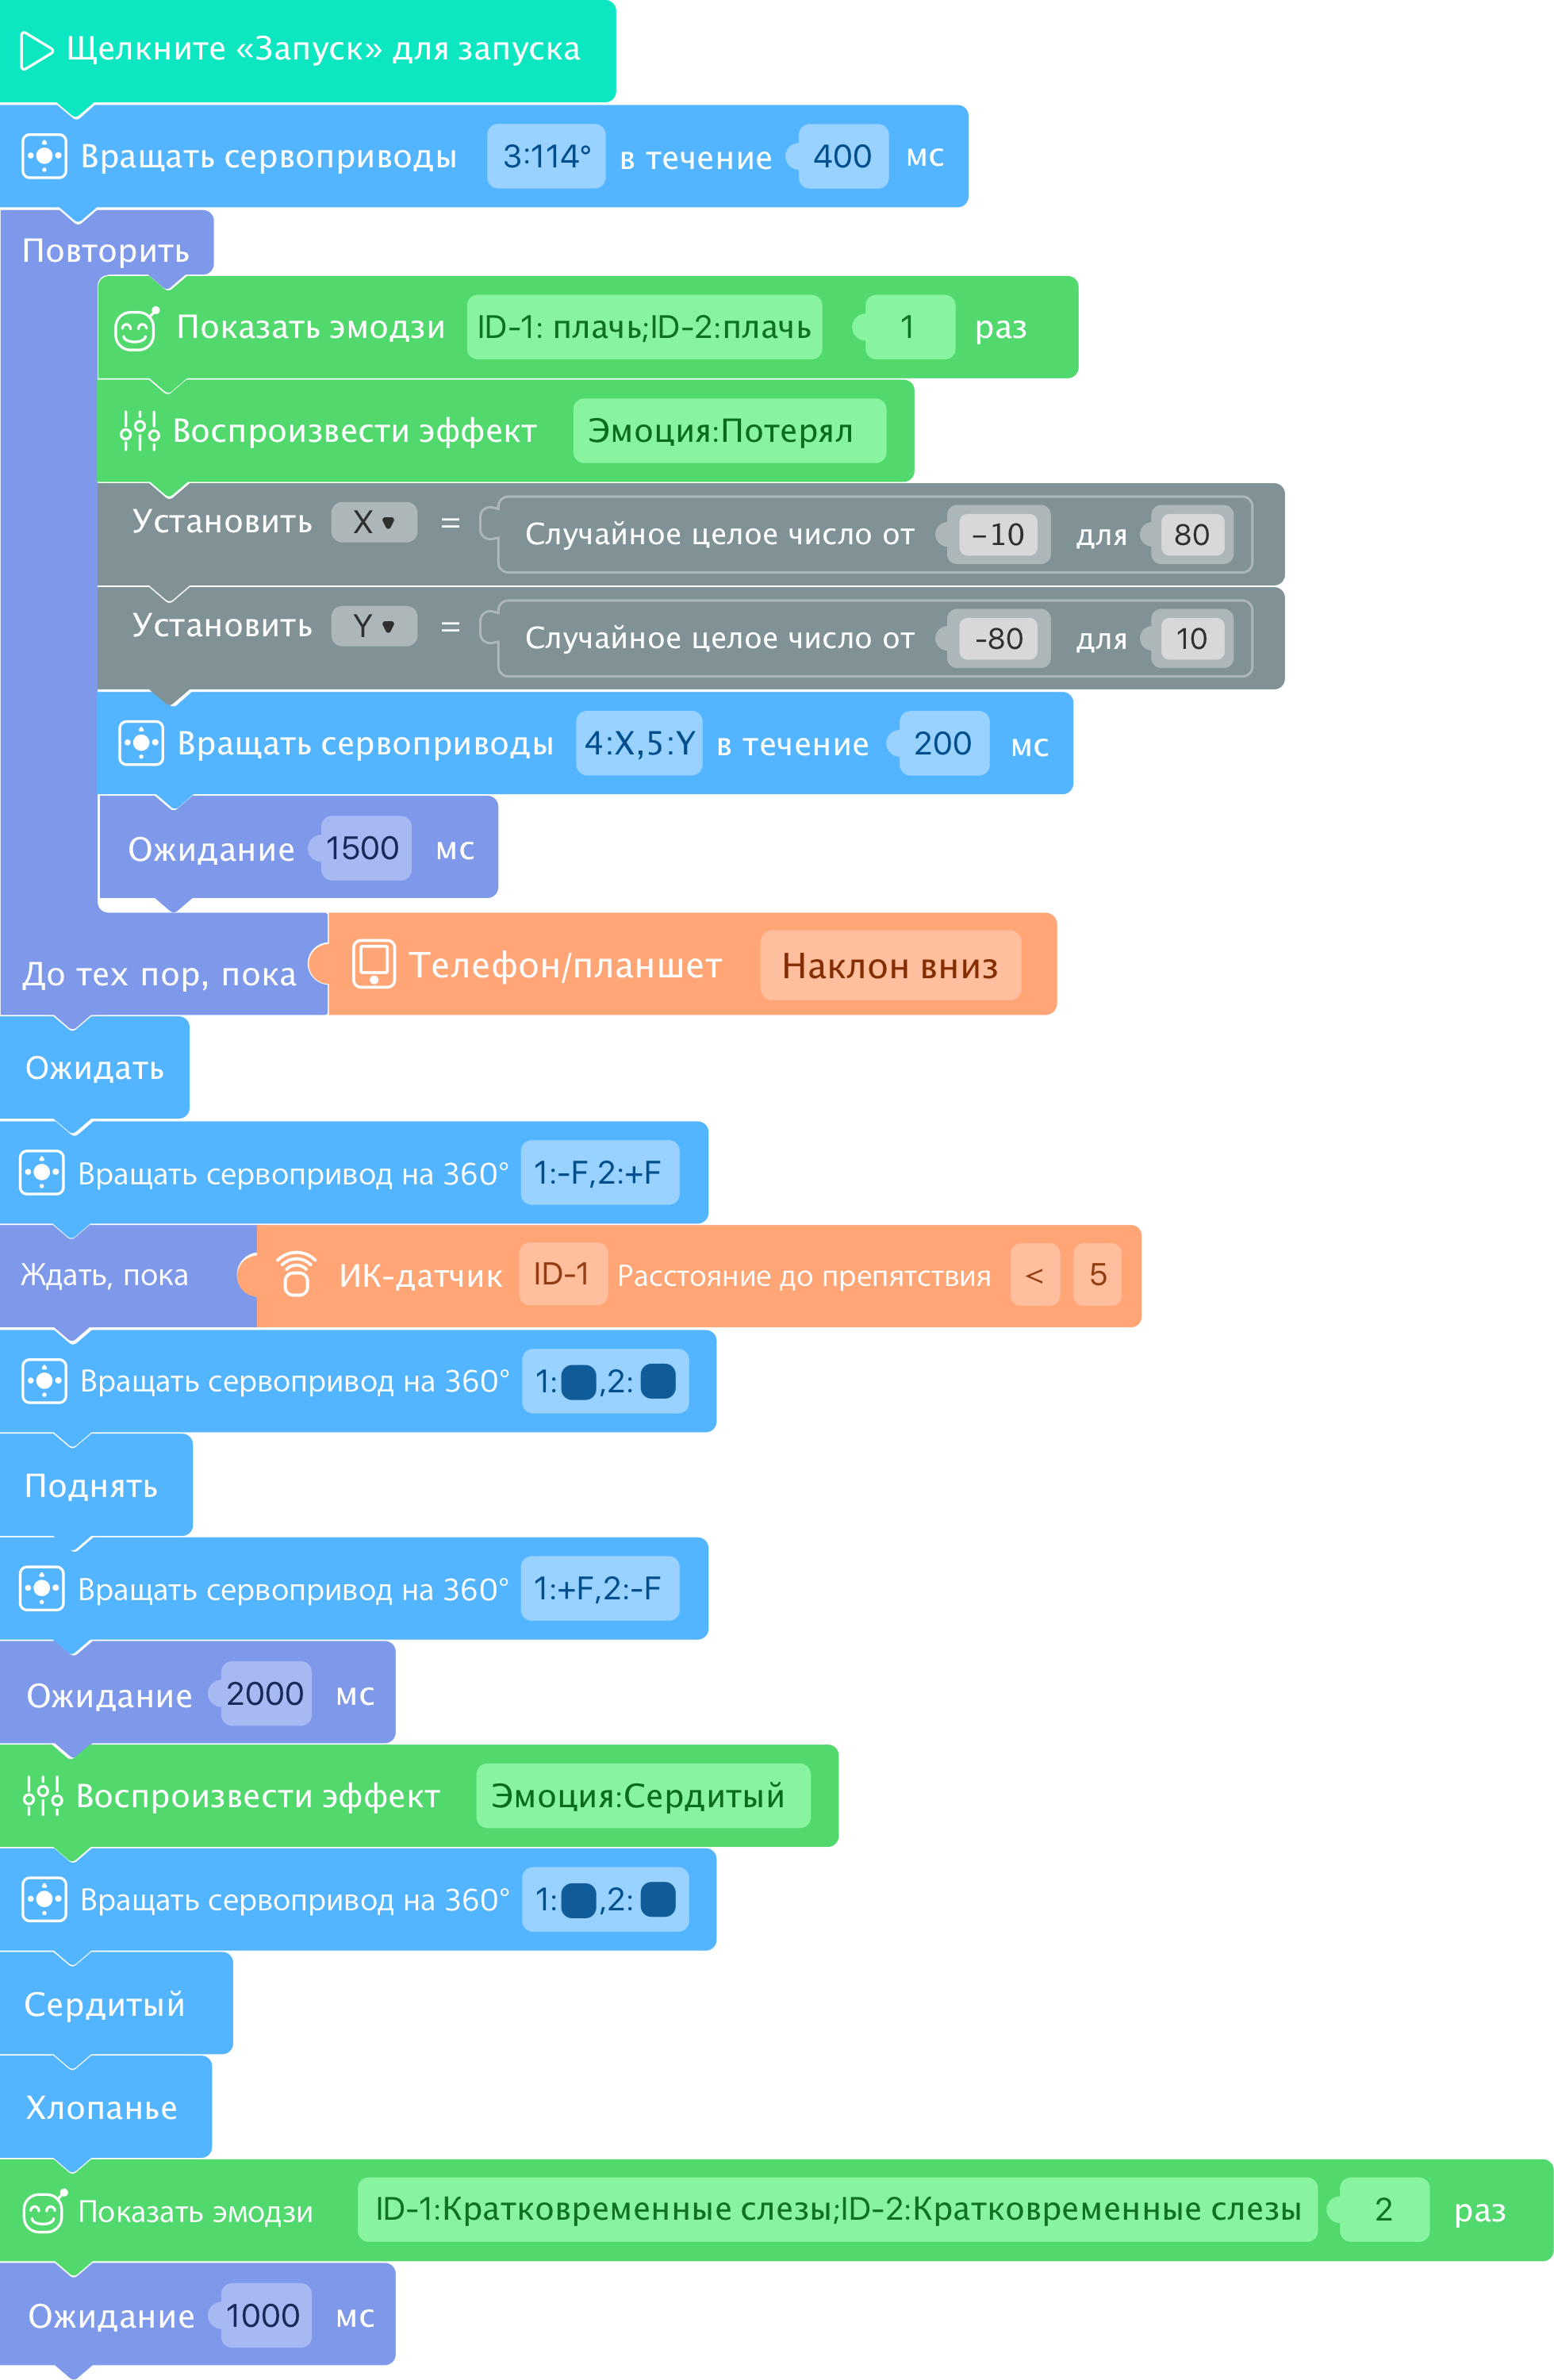 Щелкните «Запуск» для запуска
Вращать сервоприводы 3:114° в течение 400 мс
Повторить
Показать эмодзи ID-1: плачь;ID-2:плачь 1 раз
Воспроизвести эффект Эмоция:Потерял
Установить X = Случайное целое число от −10 для 80
Установить Y = Случайное целое число от -80 для 10
Вращать сервоприводы 4:X,5:Y в течение 200 мс
Ожидание 1500 мс
До тех пор, пока Телефон/планшет Наклон вниз
Ожидать
Вращать сервопривод на 360° 1:-F,2:+F
Ждать, пока ИК-датчик ID-1 Расстояние до препятствия < 5
Вращать сервопривод на 360° 1: ,2:
Поднять
Вращать сервопривод на 360° 1:+F,2:-F
Ожидание 2000 мс
Воспроизвести эффект Эмоция:Сердитый
Вращать сервопривод на 360° 1: ,2:
Сердитый
Хлопанье
Показать эмодзи ID-1:Кратковременные слезы;ID-2:Кратковременные слезы 2 раз
Ожидание 1000 мс